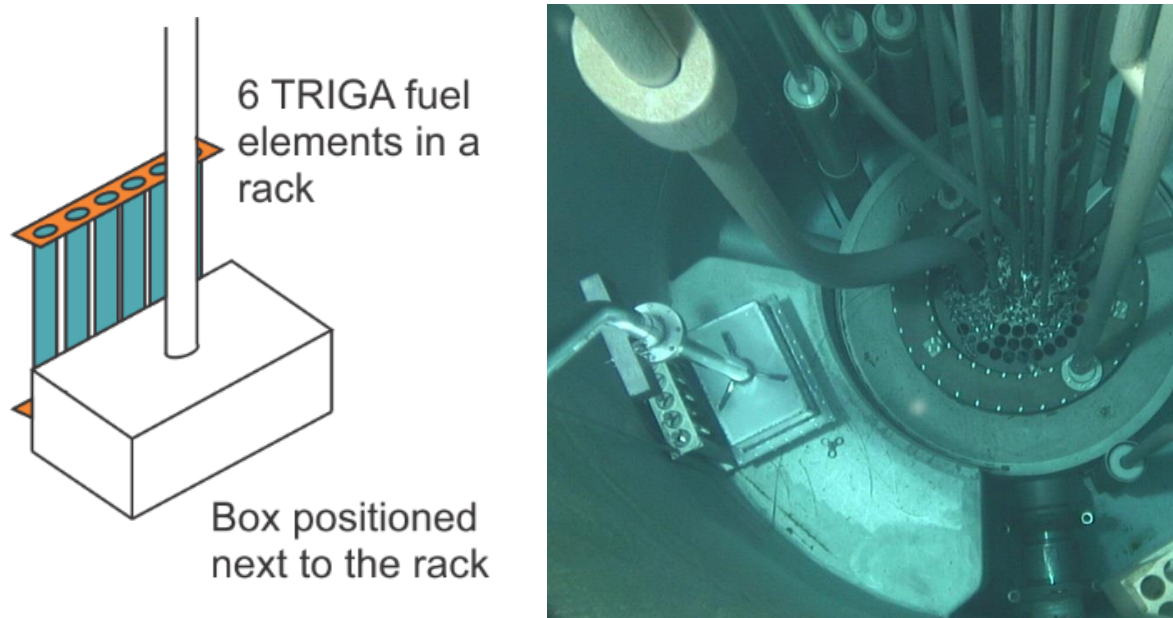 6 TRIGA fuel
elements in a
rack
Box positioned
next to the rack